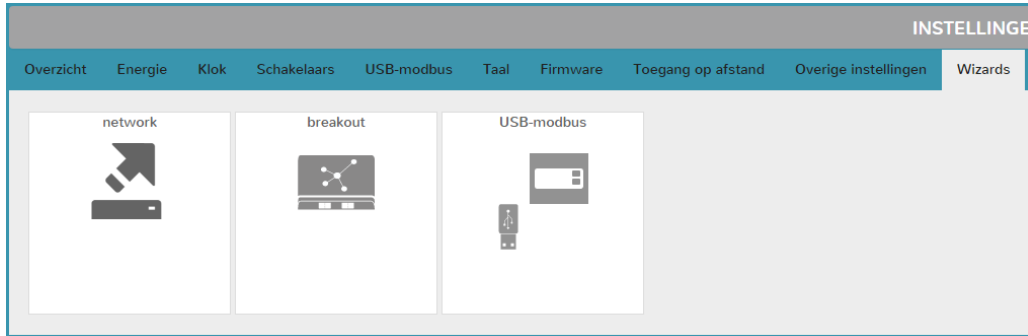 INSTELLINGE
Overzicht Energie Klok Schakelaars USB-modbus Taal Firmware Toegang op afstand Overige instellingen Wizards
network breakout USB-modbus